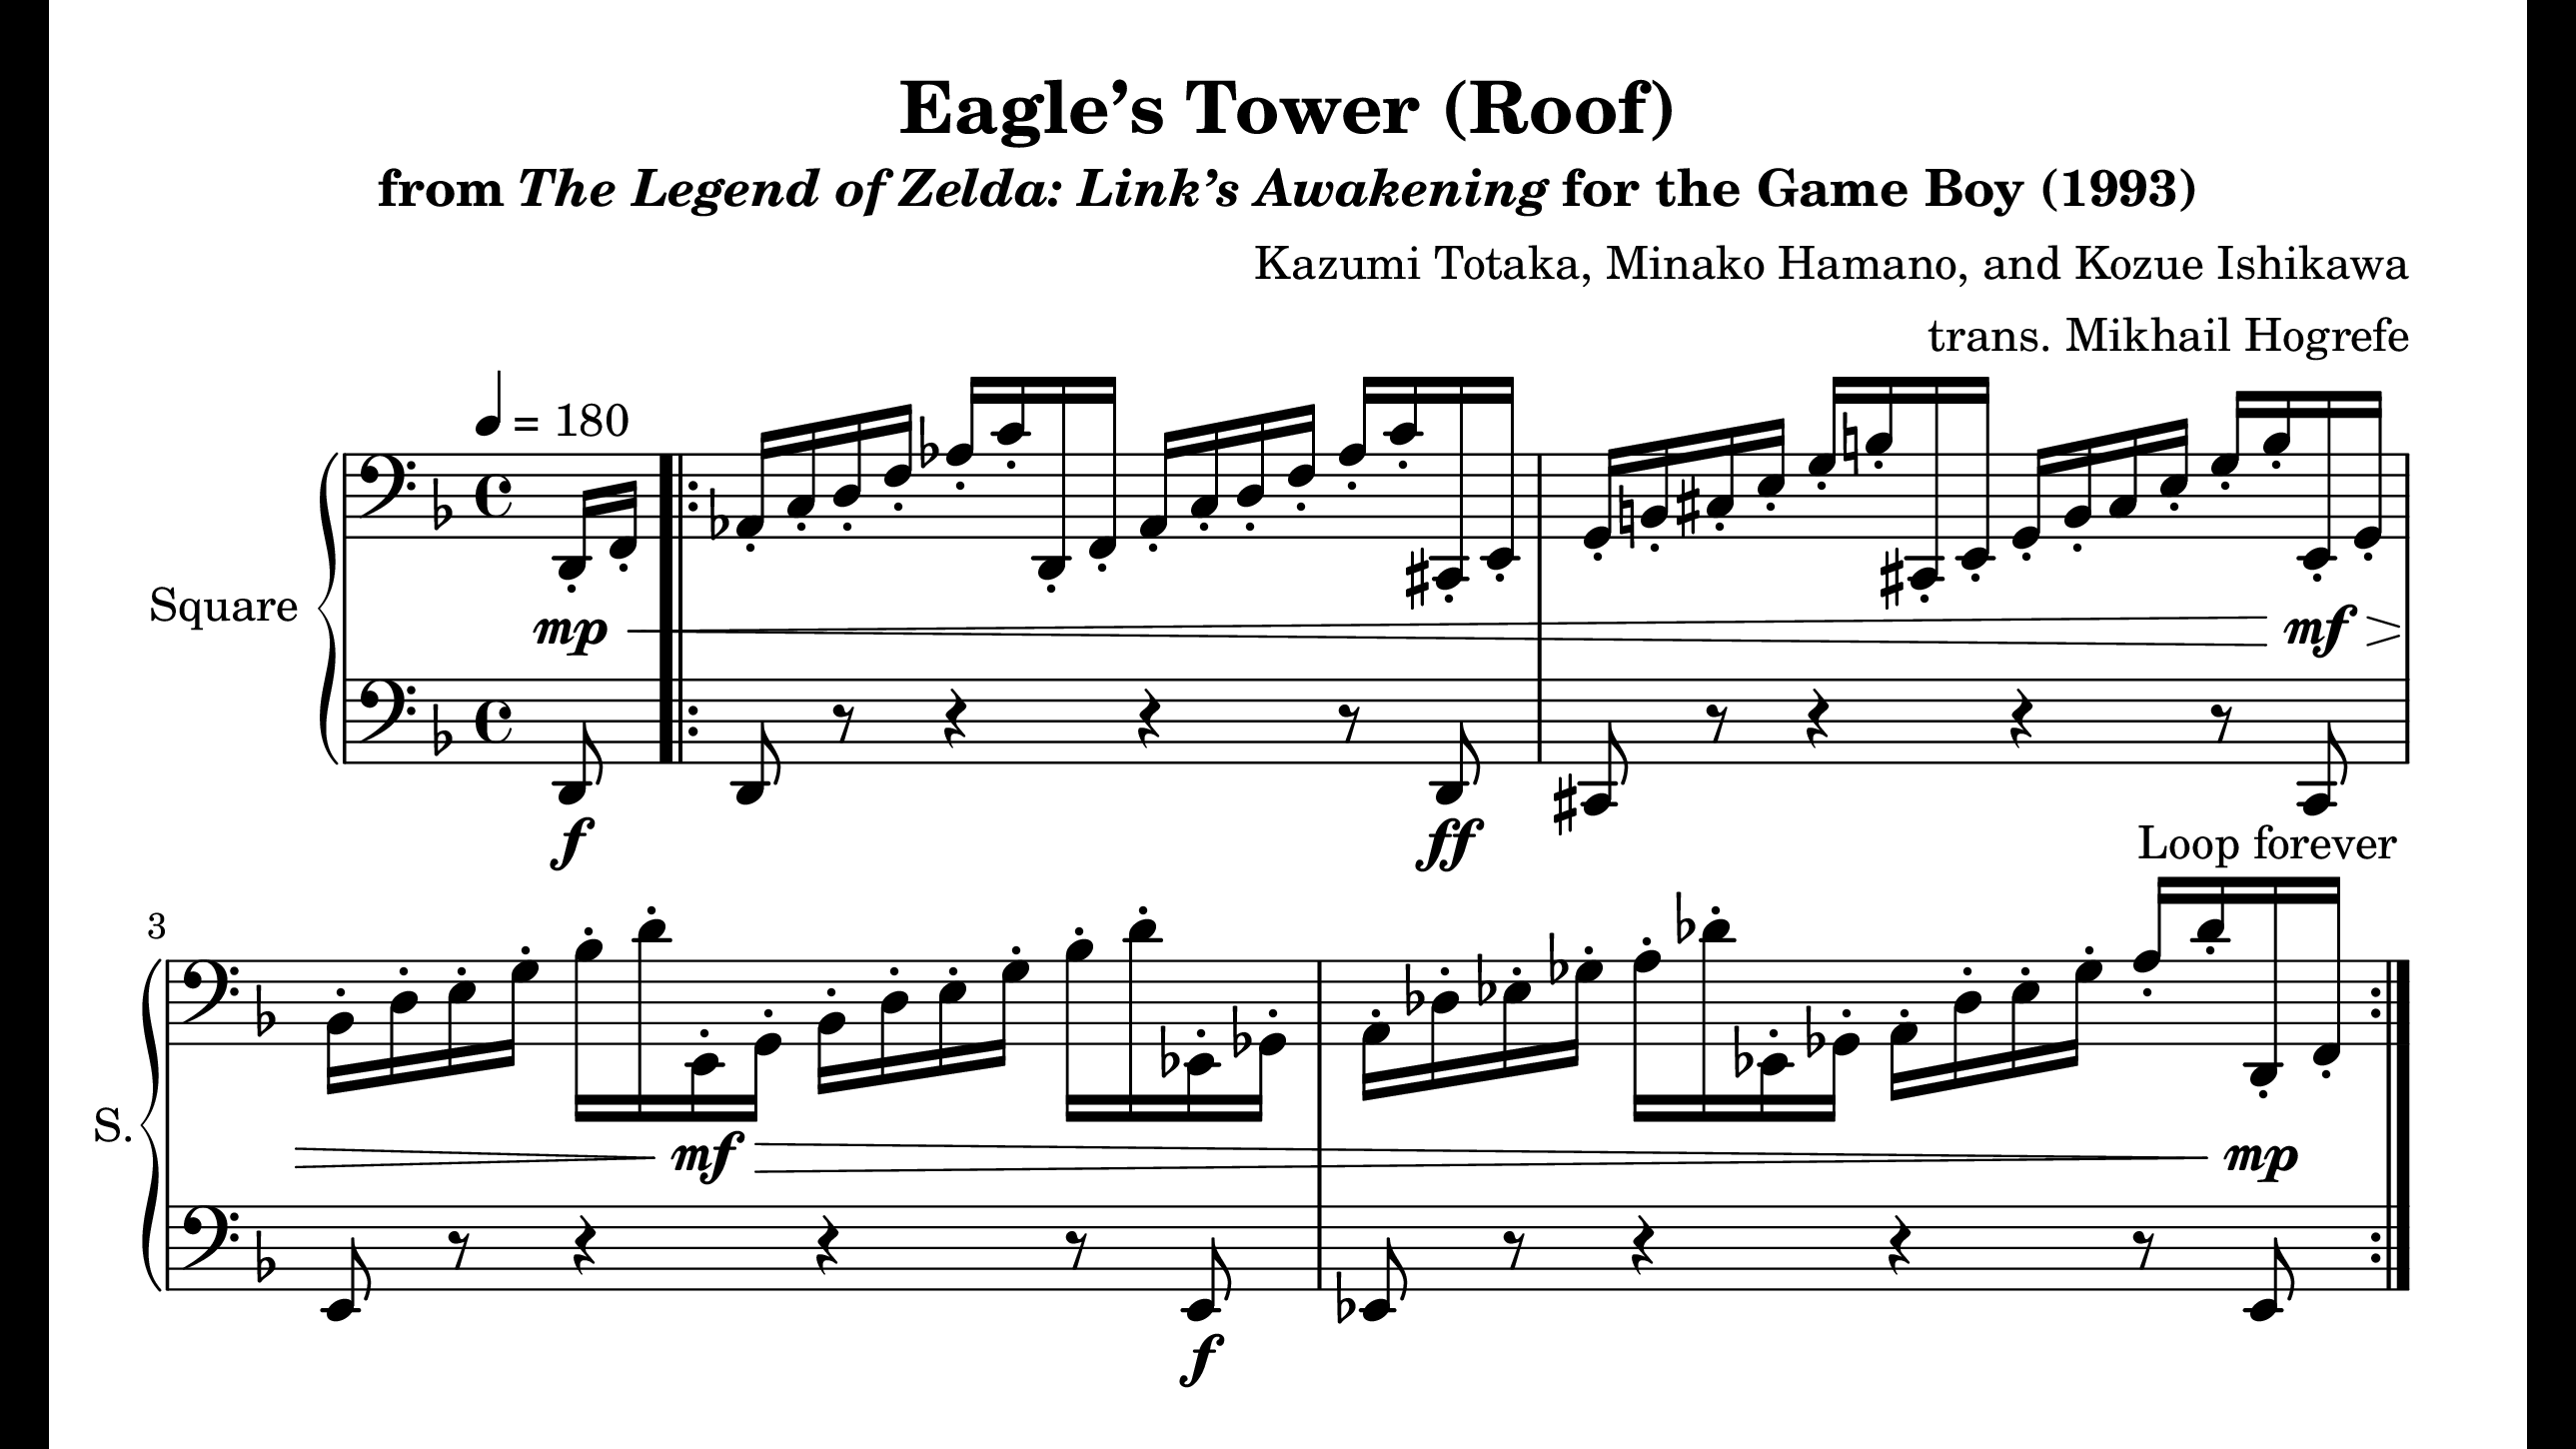 Eagle’s Tower (Roof)
from The Legend of Zelda: Link’s Awakening for the Game Boy (1993)
Kazumi Totaka, Minako Hamano, and Kozue Ishikawa
trans. Mikhail Hogrefe
= 180
Square
mp
mf
f
ff
Loop forever
3
S.
mf
mp
f